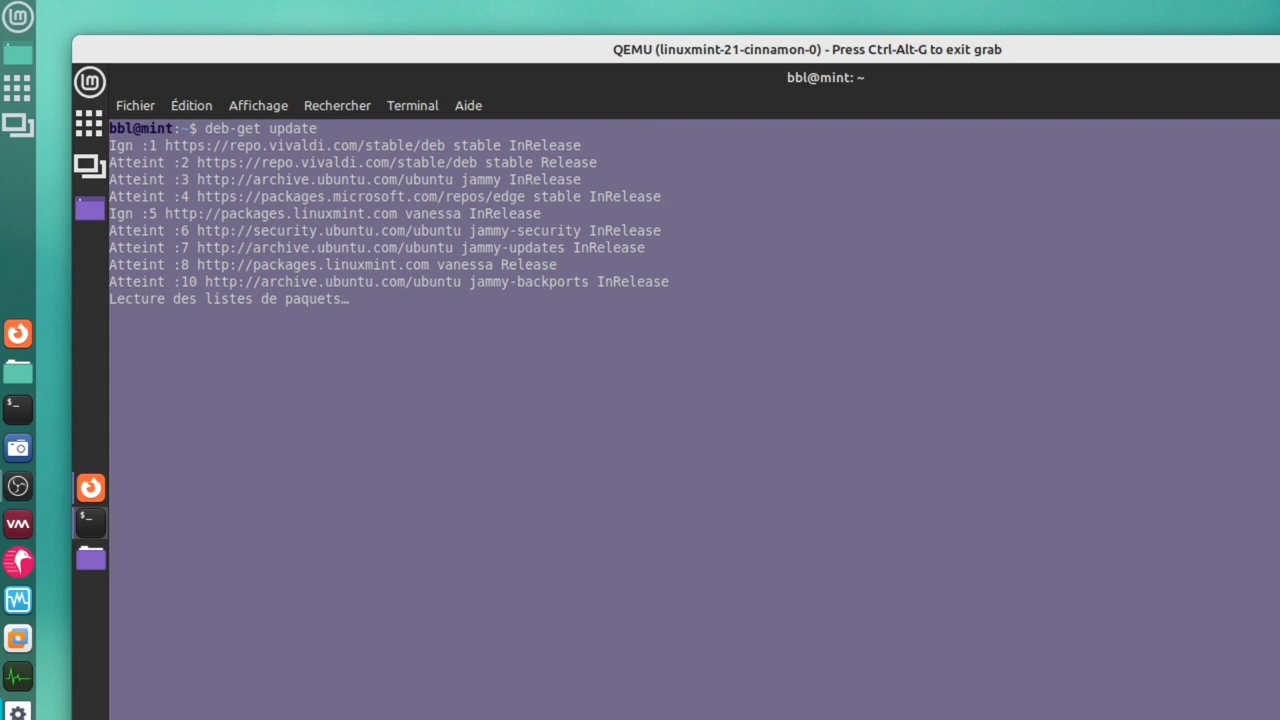 QEMU (linuxmint-21-cinnamon-0) - Press Ctrl-Alt-G to exit grab
bbl@mint: ~
Fichier Édition Affichage Rechercher Terminal Aide
bbl@mint:~$ deb-get update
Ign :1 https://repo.vivaldi.com/stable/deb stable InRelease
Atteint :2 https://repo.vivaldi.com/stable/deb stable Release
Atteint :3 http://archive.ubuntu.com/ubuntu jammy InRelease
Atteint :4 https://packages.microsoft.com/repos/edge stable InRelease
Ign :5 http://packages.linuxmint.com vanessa InRelease
Atteint :6 http://security.ubuntu.com/ubuntu jammy-security InRelease
Atteint :7 http://archive.ubuntu.com/ubuntu jammy-updates InRelease
Atteint :8 http://packages.linuxmint.com vanessa Release
Atteint :10 http://archive.ubuntu.com/ubuntu jammy-backports InRelease
Lecture des listes de paquets…
$_
$_
VM